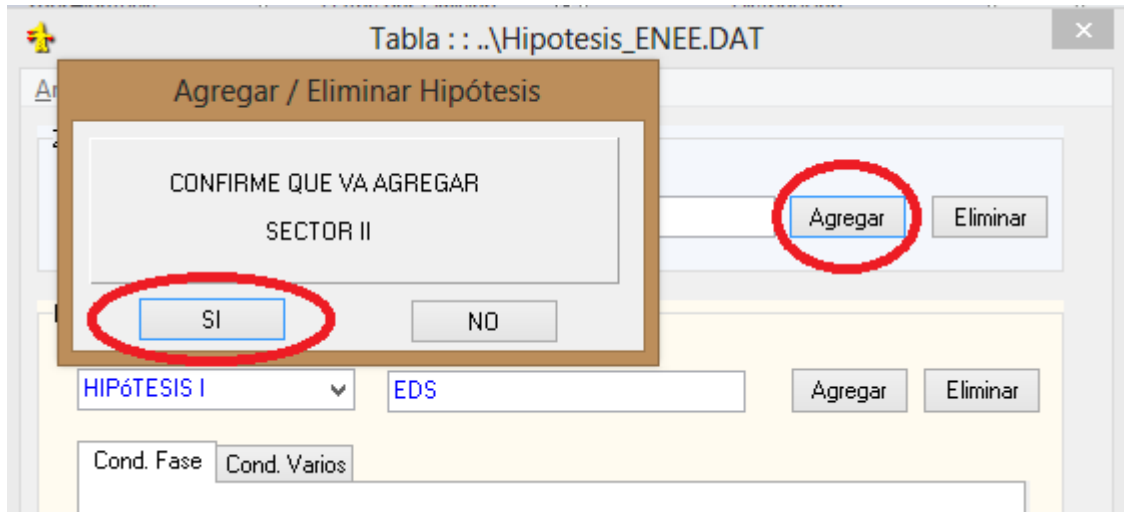 Tabla : : ..\Hipotesis_ENEE.DAT
Agregar / Eliminar Hipótesis
CONFIRME QUE VA AGREGAR
SECTOR II
SI
NO
Agregar
Eliminar
HIPóTESIS I
EDS
Agregar
Eliminar
Cond. Fase
Cond. Varios